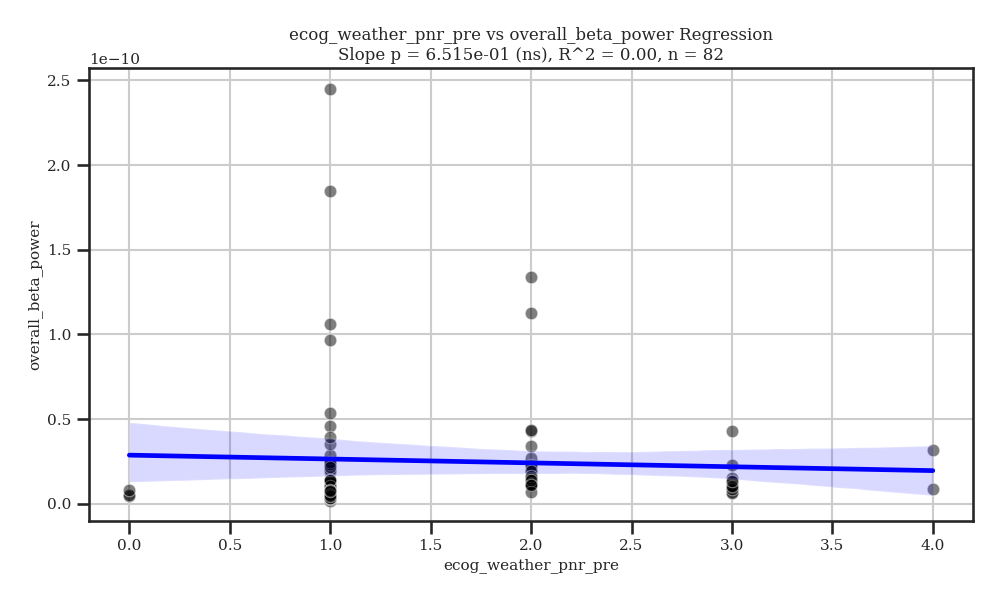 ecog_weather_pnr_pre vs overall_beta_power Regression
Slope p = 6.515e-01 (ns), R^2 = 0.00, n = 82
1e−10
2.5
2.0
1.5
1.0
0.5
0.0
overall_beta_power
0.0 0.5 1.0 1.5 2.0 2.5 3.0 3.5 4.0
ecog_weather_pnr_pre